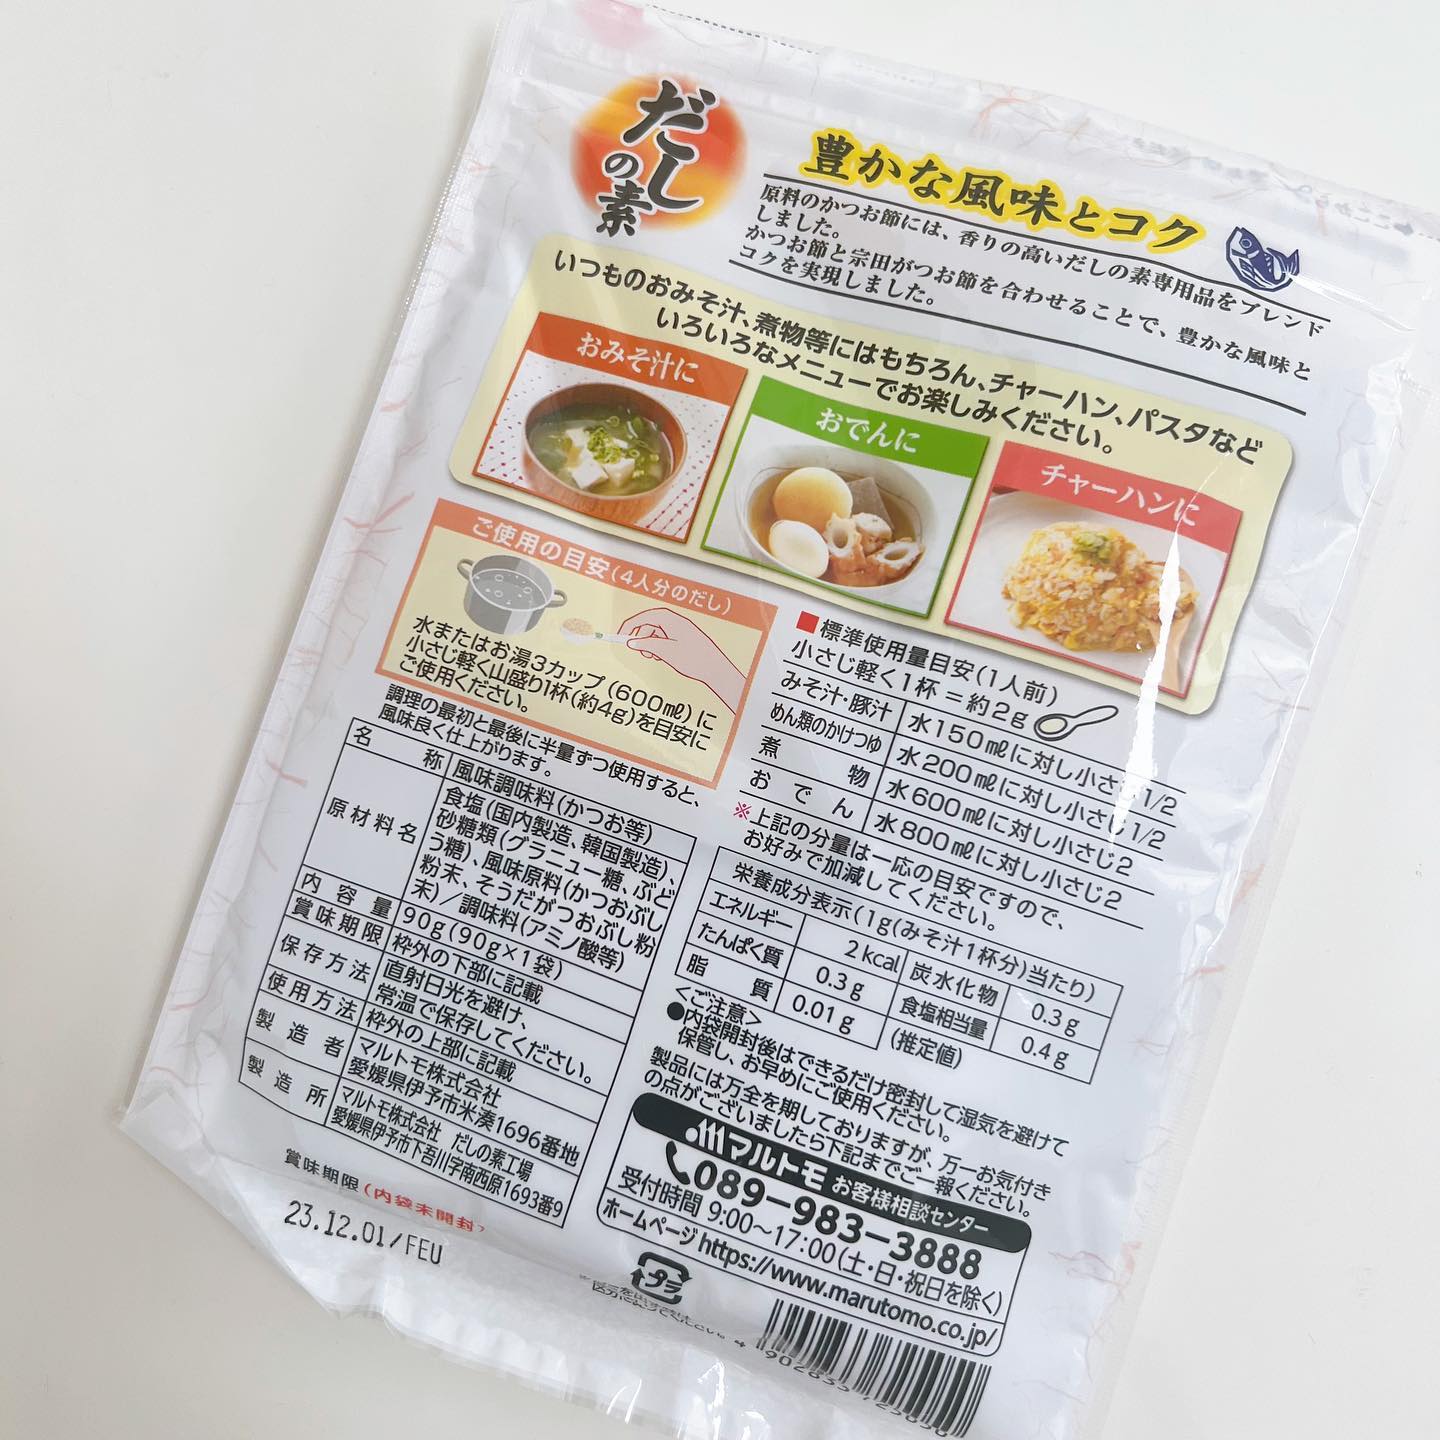 だしの素
豊かな風味とコク
原料のかつお節には、香りの高いだしの素専用品をブレンド
しました。
かつお節と宗田がつお節を合わせることで、豊かな風味と
コクを実現しました。
いつものおみそ汁、煮物等にはもちろん、チャーハン、パスタなど
いろいろなメニューでお楽しみください。
おみそ汁に
おでんに
チャーハンに
ご使用の目安(4人分のだし)
水またはお湯3カップ(600㎖)に
小さじ軽く山盛り1杯(約4g)を目安に
ご使用ください。
調理の最初と最後に半量ずつ使用すると、
風味良く仕上がります。
■標準使用量目安(1人前)
小さじ軽く1杯=約2g
みそ汁・豚汁 水150㎖に対し小さじ1/2
めん類のかけつゆ 水200㎖に対し小さじ1/2
煮物 水600㎖に対し小さじ2
おでん 水800㎖に対し小さじ2
※上記の分量は一応の目安ですので、
お好みで加減してください。
名称 風味調味料(かつお等)
原材料名 食塩(国内製造、韓国製造)、
砂糖類(グラニュー糖、ぶど
う糖)、風味原料(かつおぶし
粉末、そうだがつおぶし粉
末)/調味料(アミノ酸等)
内容量 90g(90g×1袋)
賞味期限 枠外の下部に記載
保存方法 直射日光を避け、
常温で保存してください。
使用方法 枠外の上部に記載
製造者 マルトモ株式会社
愛媛県伊予市米湊1696番地
製造所 マルトモ株式会社 だしの素工場
愛媛県伊予市下吾川字南西原1693番9
賞味期限(内袋未開封)
23.12.01/FEU
栄養成分表示(1g(みそ汁1杯分)当たり)
エネルギー 2kcal 炭水化物 0.3g
たんぱく質 0.3g 食塩相当量 0.4g
脂質 0.01g (推定値)
<ご注意>
●内袋開封後はできるだけ密封して湿気を避けて
保管し、お早めにご使用ください。
製品には万全を期しておりますが、万一お気付き
の点がございましたら下記までご一報ください。
マルトモ お客様相談センター
089-983-3888
受付時間 9:00〜17:00(土・日・祝日を除く)
ホームページhttps://www.marutomo.co.jp/
プラ